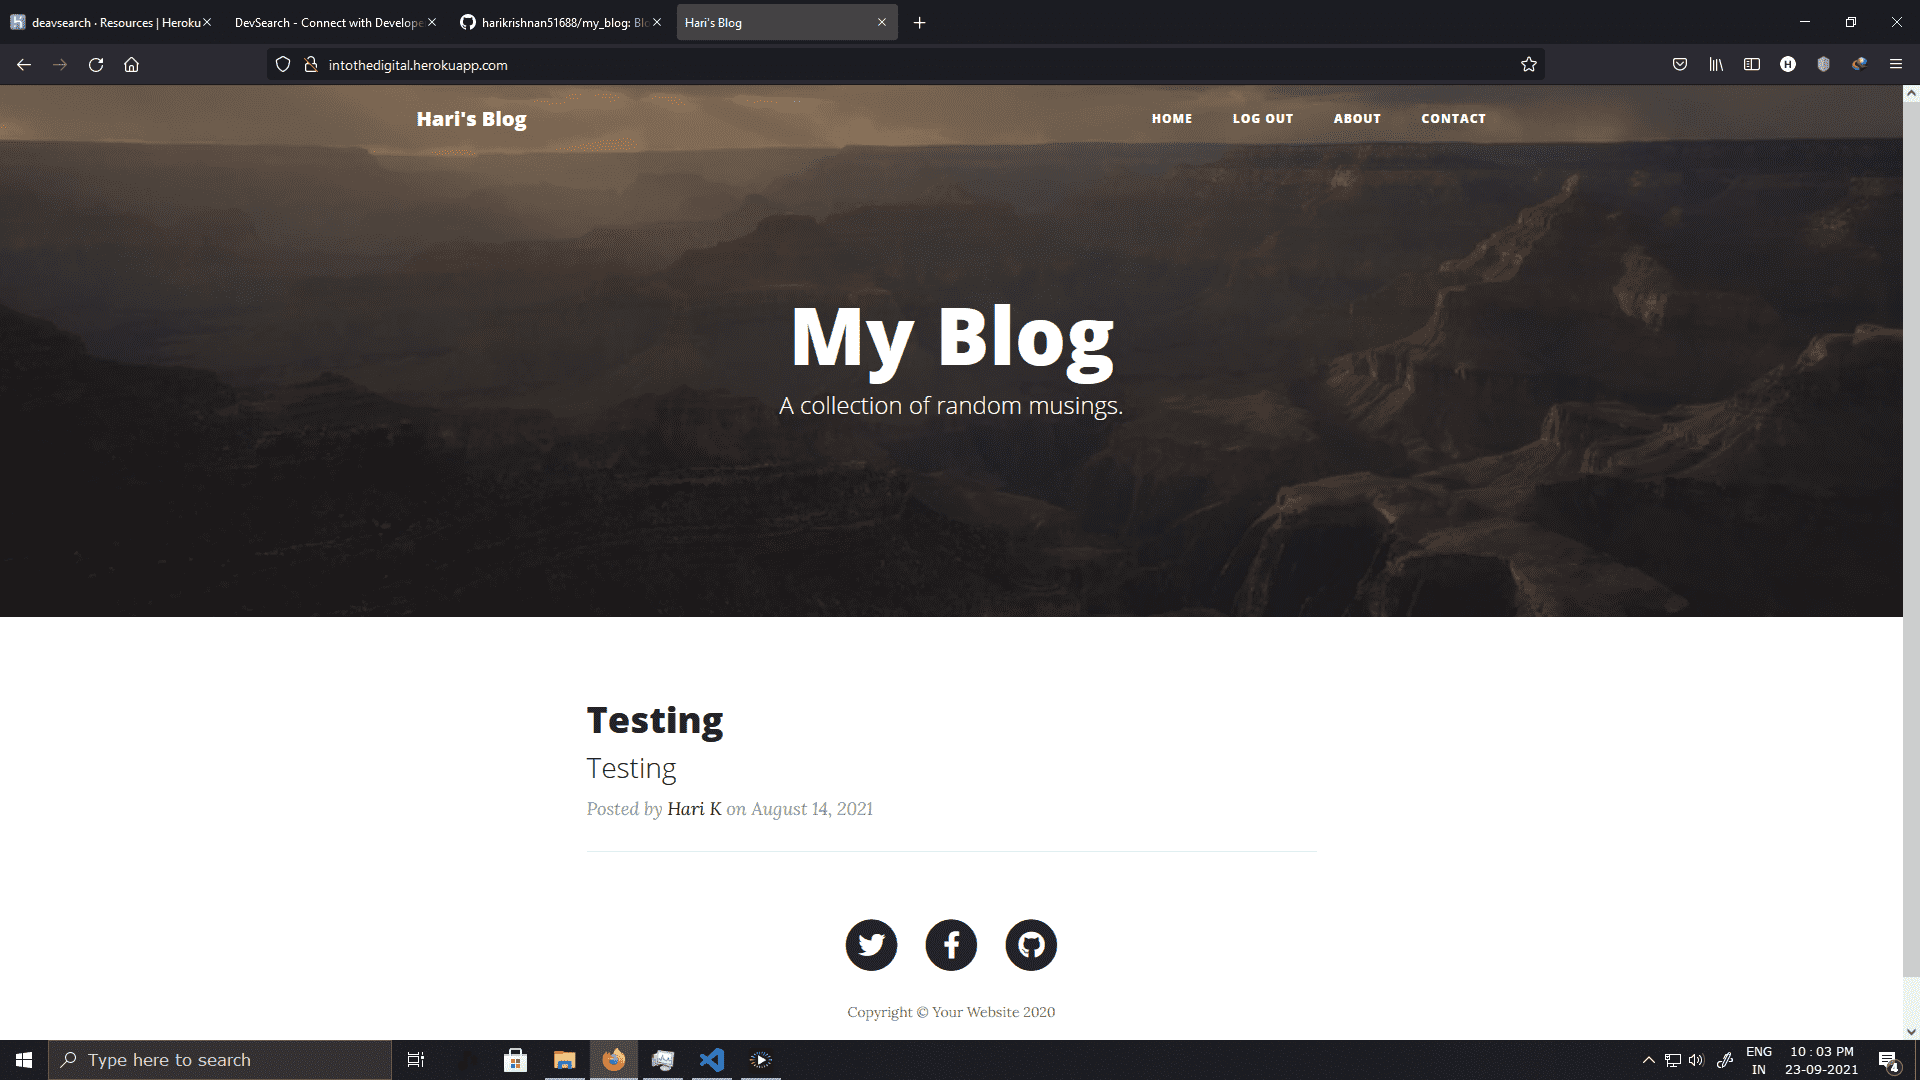 deavsearch · Resources | Heroku
DevSearch - Connect with Develope
harikrishnan51688/my_blog: Blo
Hari's Blog
intothedigital.herokuapp.com
H
Hari's Blog
HOME
LOG OUT
ABOUT
CONTACT
My Blog
A collection of random musings.
Testing
Testing
Posted by Hari K on August 14, 2021
Copyright © Your Website 2020
Type here to search
ENG
IN
10 : 03 PM
23-09-2021
4